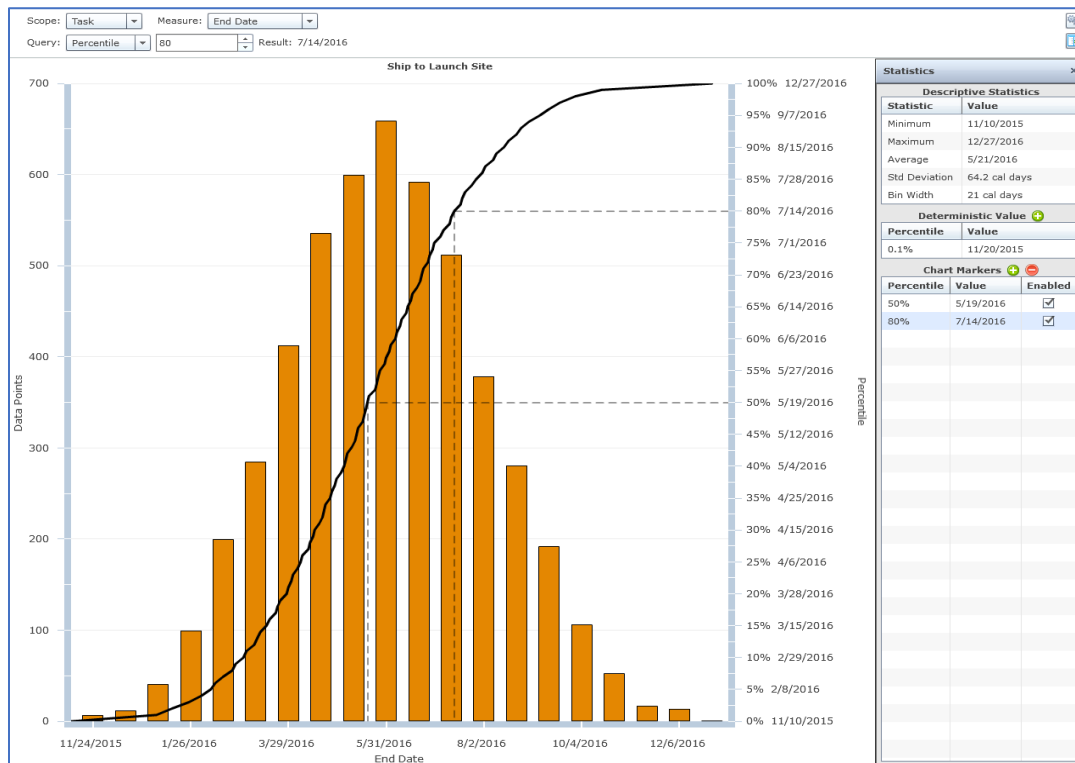 Scope: Task Measure: End Date
Query: Percentile 80 Result: 7/14/2016
Ship to Launch Site
700
600
500
400
300
200
100
0
Data Points
11/24/2015 1/26/2016 3/29/2016 5/31/2016 8/2/2016 10/4/2016 12/6/2016
End Date
100% 12/27/2016
95% 9/7/2016
90% 8/15/2016
85% 7/28/2016
80% 7/14/2016
75% 7/1/2016
70% 6/23/2016
65% 6/14/2016
60% 6/6/2016
55% 5/27/2016
50% 5/19/2016
45% 5/12/2016
40% 5/4/2016
35% 4/25/2016
30% 4/15/2016
25% 4/6/2016
20% 3/28/2016
15% 3/15/2016
10% 2/29/2016
5% 2/8/2016
0% 11/10/2015
Percentile
Statistics
Descriptive Statistics
Statistic Value
Minimum 11/10/2015
Maximum 12/27/2016
Average 5/21/2016
Std Deviation 64.2 cal days
Bin Width 21 cal days
Deterministic Value
Percentile Value
0.1% 11/20/2015
Chart Markers
Percentile Value Enabled
50% 5/19/2016
80% 7/14/2016